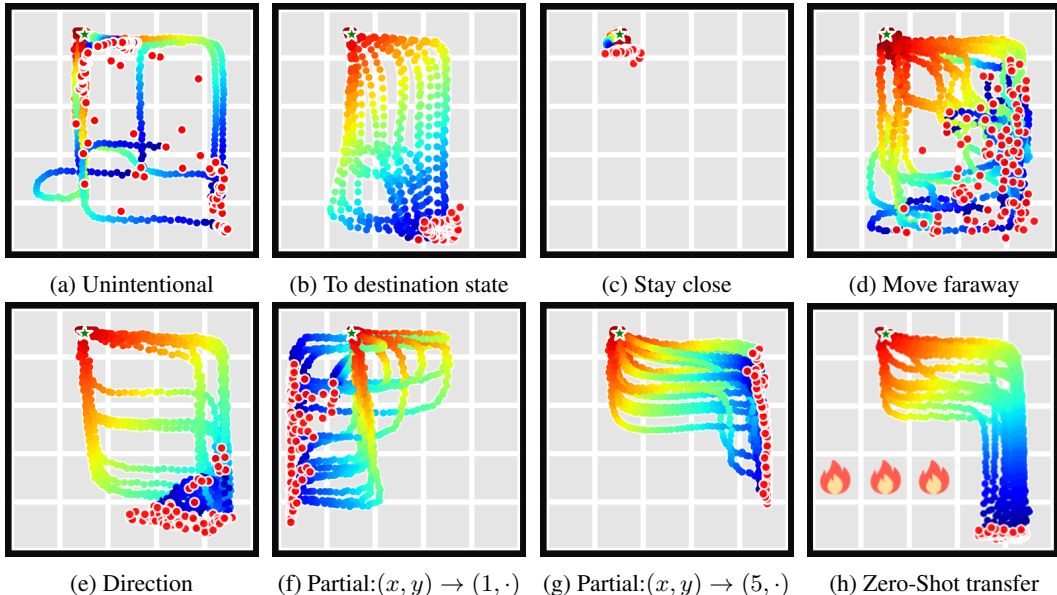 (a) Unintentional
(b) To destination state
(c) Stay close
(d) Move faraway
(e) Direction
(f) Partial:(x, y) → (1, ·)
(g) Partial:(x, y) → (5, ·)
(h) Zero-Shot transfer